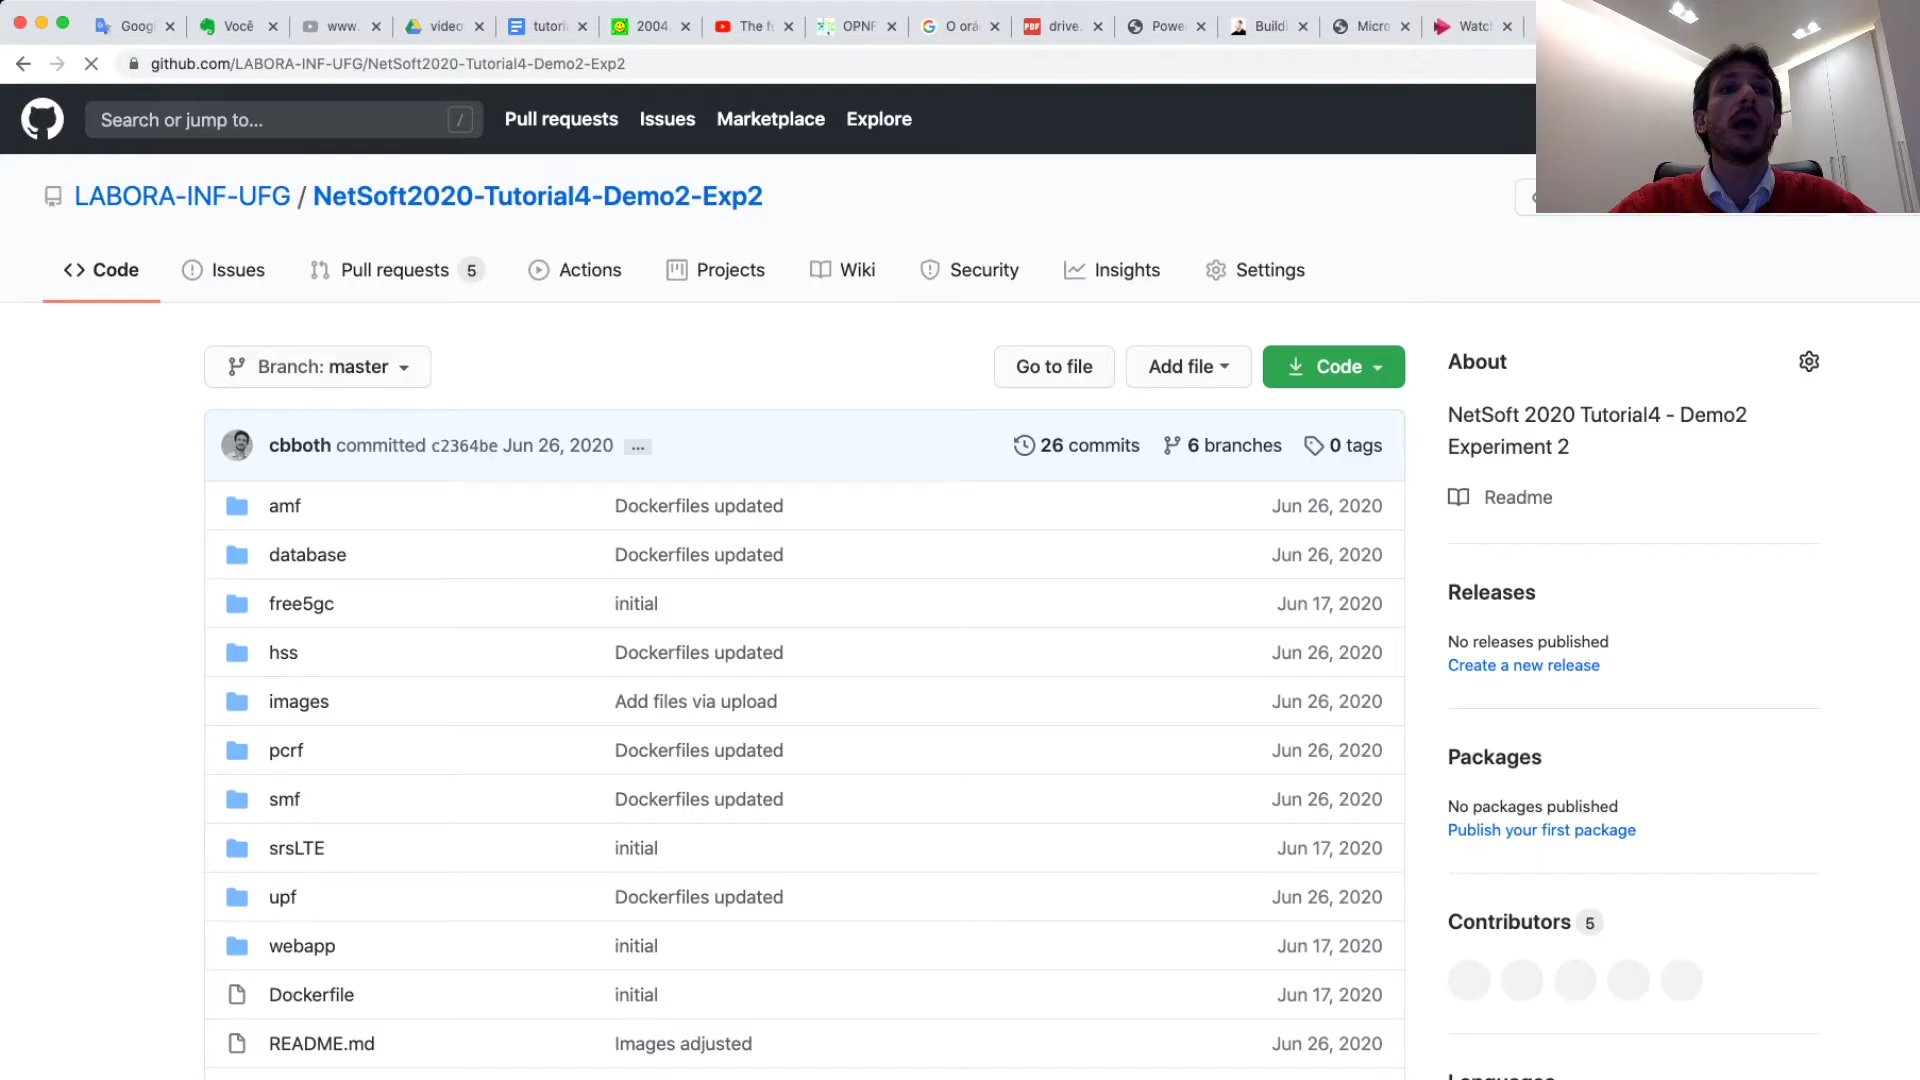 Googl
Você
www.
video
tutori
2004
The fu
OPNF
O orá
drive.
Powe
Buildi
Micro
Watch
github.com/LABORA-INF-UFG/NetSoft2020-Tutorial4-Demo2-Exp2
Search or jump to... /
Pull requests Issues Marketplace Explore
LABORA-INF-UFG / NetSoft2020-Tutorial4-Demo2-Exp2
Code Issues Pull requests 5 Actions Projects Wiki Security Insights Settings
Branch: master Go to file Add file Code
cbboth committed c2364be Jun 26, 2020 ... 26 commits 6 branches 0 tags
amf Dockerfiles updated Jun 26, 2020
database Dockerfiles updated Jun 26, 2020
free5gc initial Jun 17, 2020
hss Dockerfiles updated Jun 26, 2020
images Add files via upload Jun 26, 2020
pcrf Dockerfiles updated Jun 26, 2020
smf Dockerfiles updated Jun 26, 2020
srsLTE initial Jun 17, 2020
upf Dockerfiles updated Jun 26, 2020
webapp initial Jun 17, 2020
Dockerfile initial Jun 17, 2020
README.md Images adjusted Jun 26, 2020
About
NetSoft 2020 Tutorial4 - Demo2
Experiment 2
Readme
Releases
No releases published
Create a new release
Packages
No packages published
Publish your first package
Contributors 5
Languages